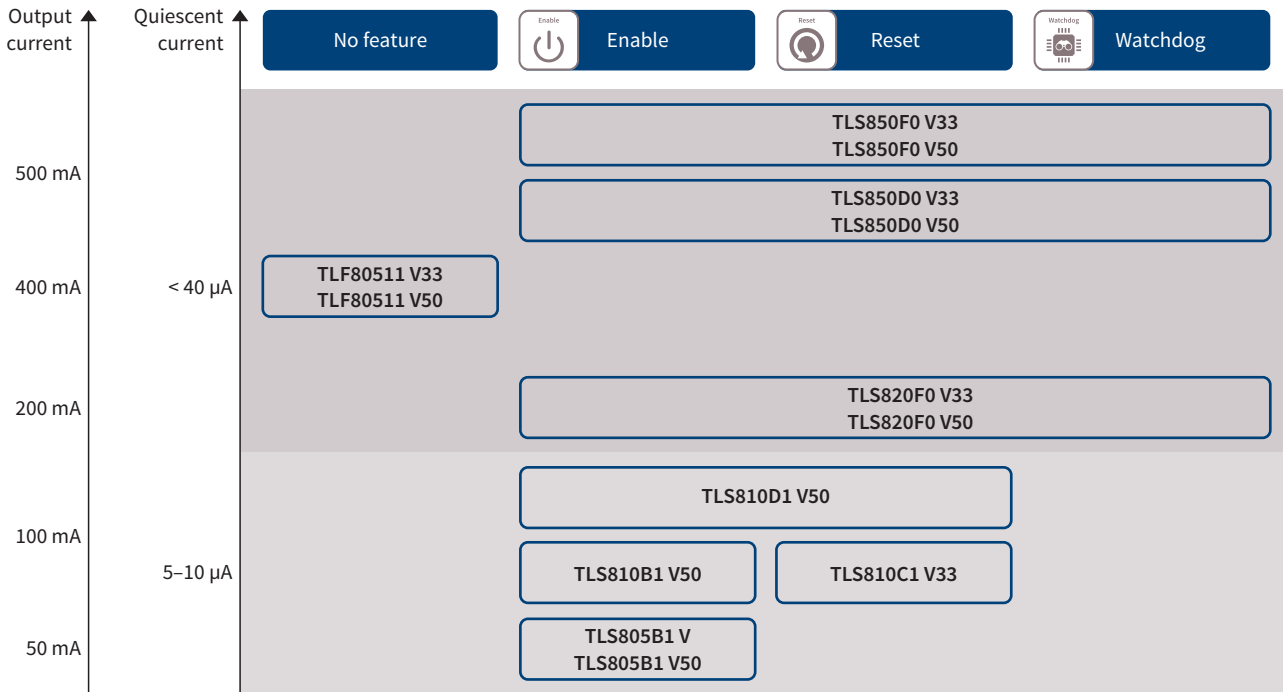 Output
current
Quiescent
current
No feature
Enable
Enable
Reset
Reset
Watchdog
Watchdog
TLS850F0 V33
TLS850F0 V50
500 mA
TLS850D0 V33
TLS850D0 V50
400 mA
< 40 µA
TLF80511 V33
TLF80511 V50
200 mA
TLS820F0 V33
TLS820F0 V50
TLS810D1 V50
100 mA
5–10 µA
TLS810B1 V50
TLS810C1 V33
50 mA
TLS805B1 V
TLS805B1 V50